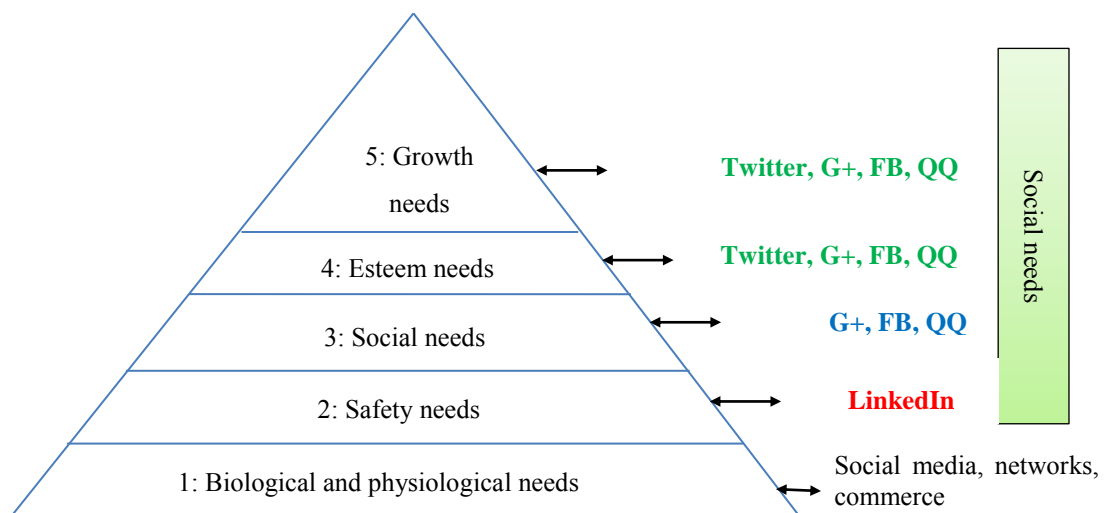 5: Growth
needs
Twitter, G+, FB, QQ
4: Esteem needs
Twitter, G+, FB, QQ
3: Social needs
G+, FB, QQ
2: Safety needs
LinkedIn
1: Biological and physiological needs
Social media, networks,
commerce
Social needs